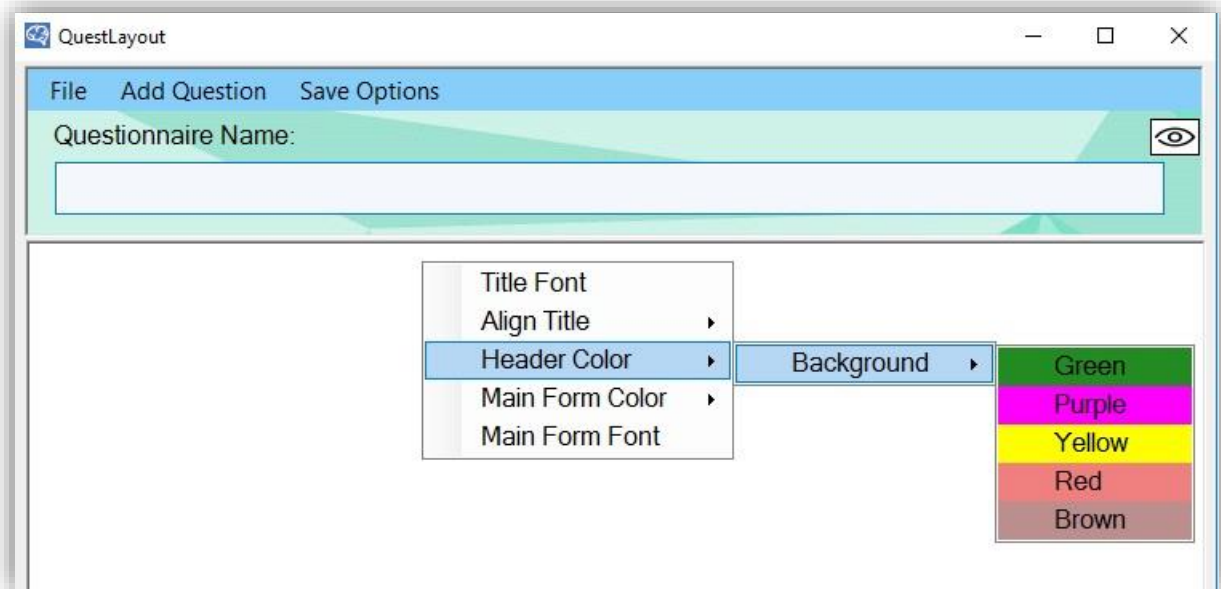 QuestLayout
File Add Question Save Options
Questionnaire Name:
Title Font
Align Title
Header Color
Main Form Color
Main Form Font
Background
Green
Purple
Yellow
Red
Brown